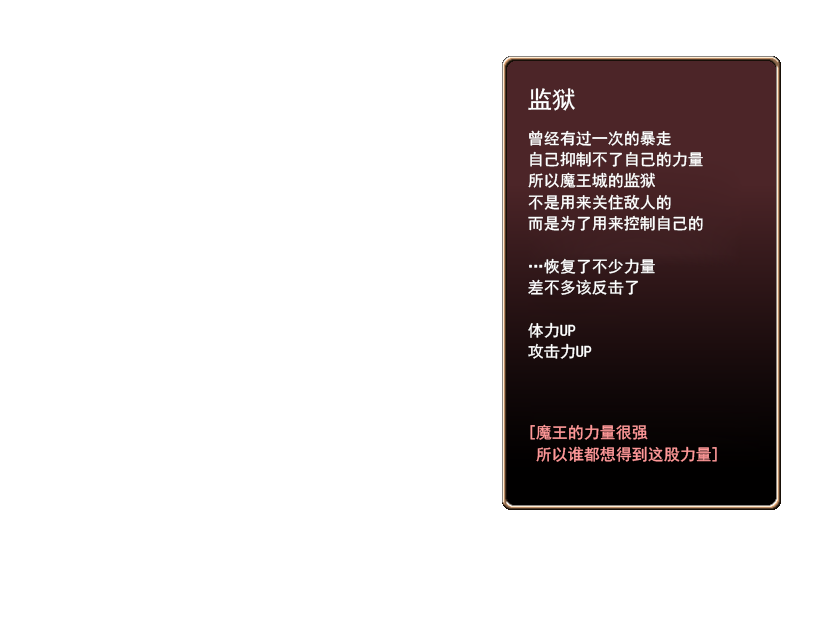 监狱
曾经有过一次的暴走
自己抑制不了自己的力量
所以魔王城的监狱
不是用来关住敌人的
而是为了用来控制自己的
…恢复了不少力量
差不多该反击了
体力UP
攻击力UP
[魔王的力量很强
所以谁都想得到这股力量]